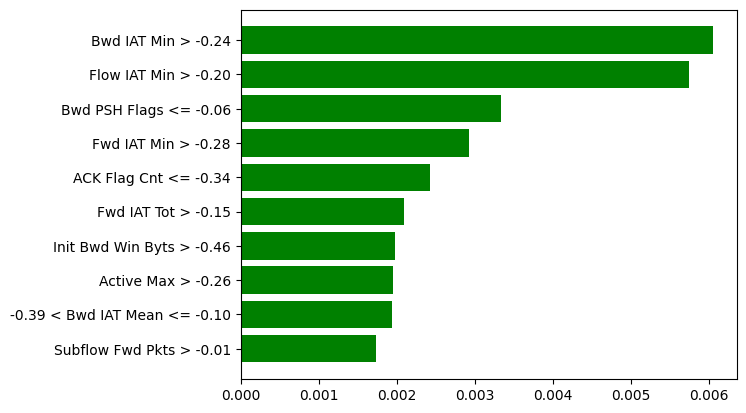 Bwd IAT Min > -0.24
Flow IAT Min > -0.20
Bwd PSH Flags <= -0.06
Fwd IAT Min > -0.28
ACK Flag Cnt <= -0.34
Fwd IAT Tot > -0.15
Init Bwd Win Byts > -0.46
Active Max > -0.26
-0.39 < Bwd IAT Mean <= -0.10
Subflow Fwd Pkts > -0.01
0.000 0.001 0.002 0.003 0.004 0.005 0.006